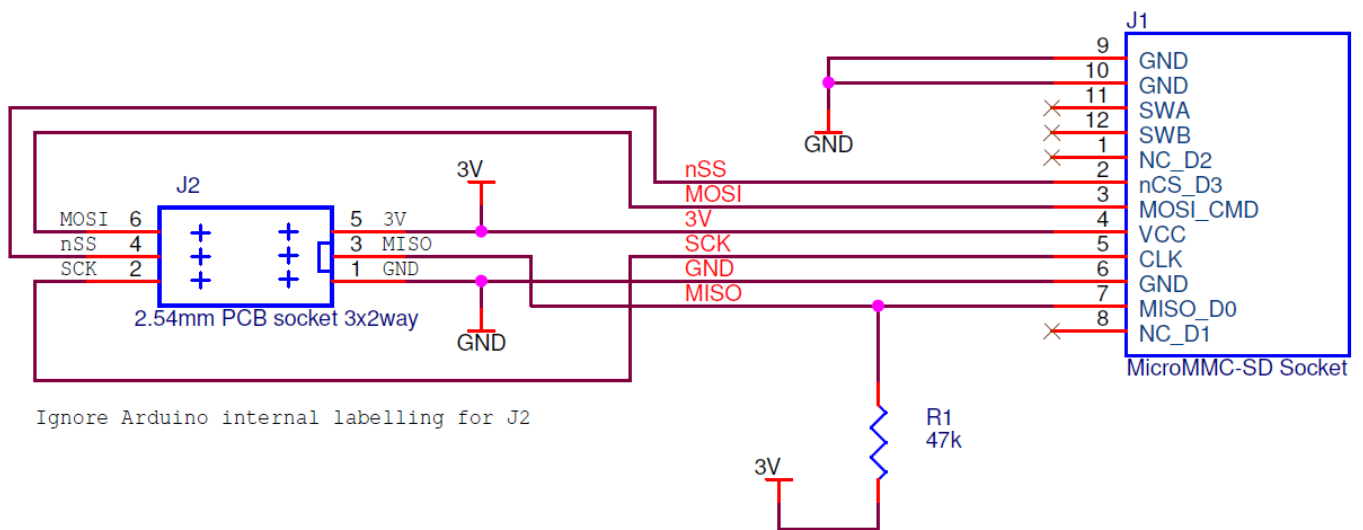 J1
9 GND
10 GND
11 SWA
12 SWB
GND
1 NC_D2
nSS 2 nCS_D3
J2 3V MOSI 3 MOSI_CMD
MOSI 6 5 3V 3V 4 VCC
nSS 4 3 MISO SCK 5 CLK
SCK 2 1 GND GND 6 GND
MISO 7 MISO_D0
2.54mm PCB socket 3x2way
8 NC_D1
GND
MicroMMC-SD Socket
Ignore Arduino internal labelling for J2
R1
47k
3V